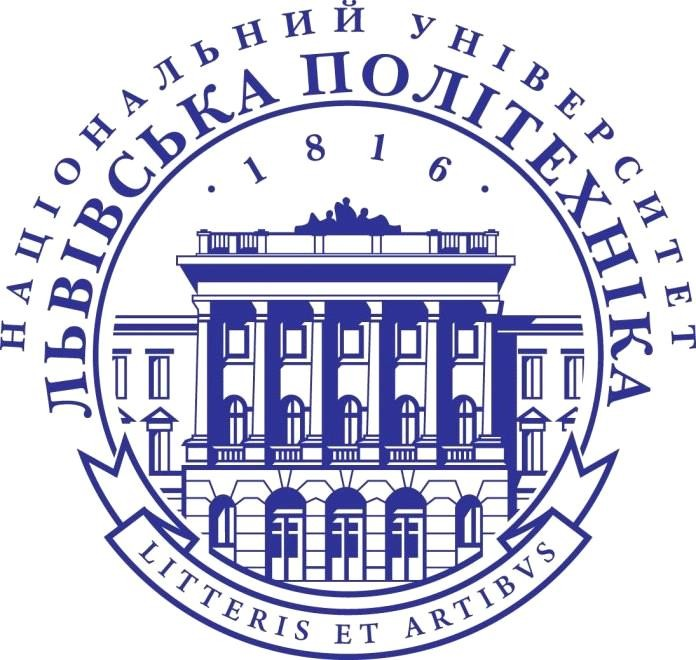 НАЦІОНАЛЬНИЙ УНІВЕРСИТЕТ
ЛЬВІВСЬКА ПОЛІТЕХНІКА
· 1816 ·
LITTERIS ET ARTIBVS